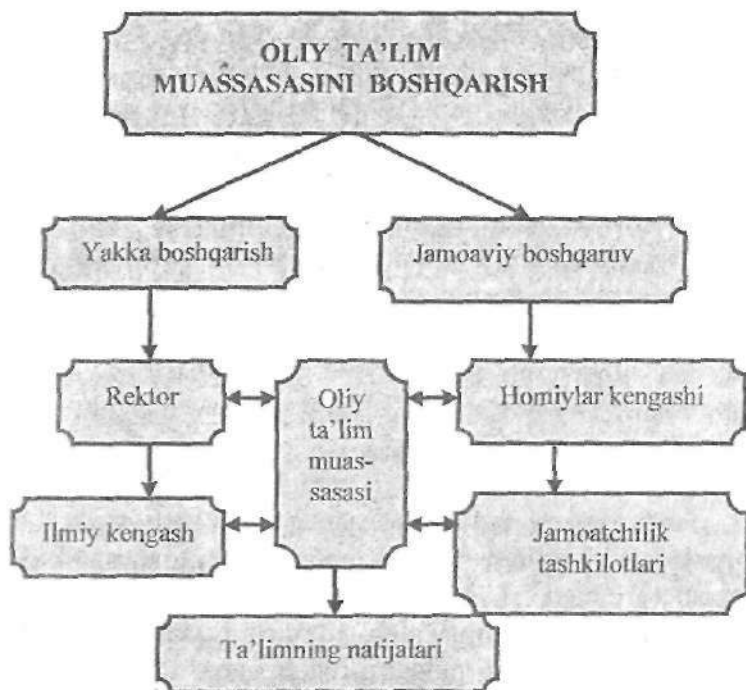 OLIY TA'LIM
MUASSASASINI BOSHQARISH
Yakka boshqarish
Jamoaviy boshqaruv
Rektor
Oliy
ta'lim
muas-
sasasi
Homiylar kengashi
Ilmiy kengash
Jamoatchilik
tashkilotlari
Ta'limning natijalari